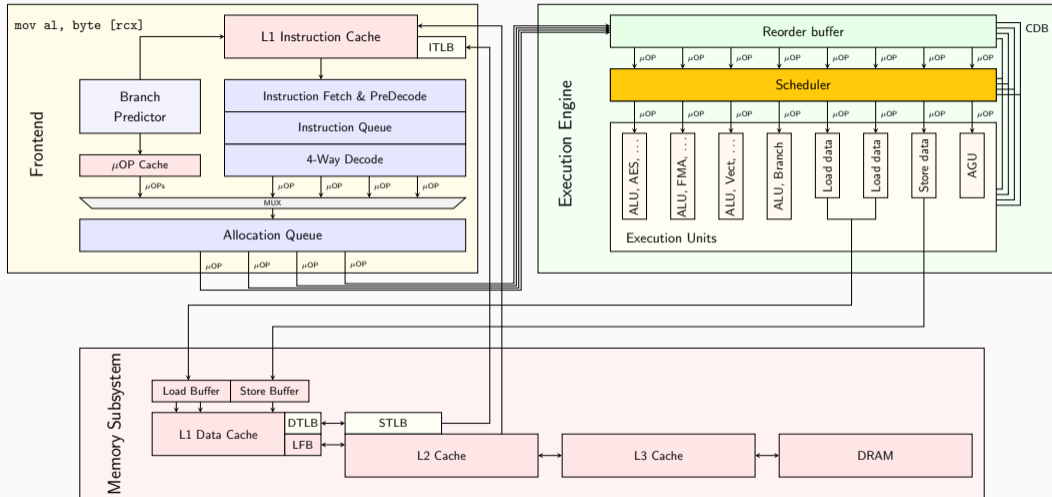 mov al, byte [rcx]
Frontend
L1 Instruction Cache
ITLB
Branch
Predictor
Instruction Fetch & PreDecode
Instruction Queue
4-Way Decode
μOP Cache
μOPs
μOP
μOP
μOP
μOP
MUX
Allocation Queue
μOP
μOP
μOP
μOP
Execution Engine
Reorder buffer
CDB
μOP
μOP
μOP
μOP
μOP
μOP
μOP
μOP
Scheduler
μOP
μOP
μOP
μOP
μOP
μOP
μOP
μOP
ALU, AES, . . .
ALU, FMA, . . .
ALU, Vect, . . .
ALU, Branch
Load data
Load data
Store data
AGU
Execution Units
Memory Subsystem
Load Buffer
Store Buffer
L1 Data Cache
DTLB
LFB
STLB
L2 Cache
L3 Cache
DRAM